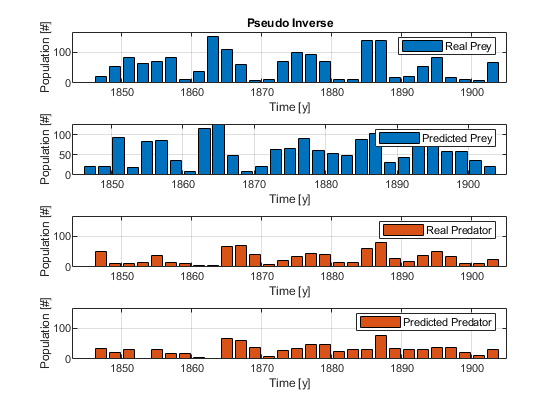 Pseudo Inverse
Population [#]
100
0
Real Prey
1850 1860 1870 1880 1890 1900
Time [y]
Population [#]
100
50
0
Predicted Prey
1850 1860 1870 1880 1890 1900
Time [y]
Population [#]
100
0
Real Predator
1850 1860 1870 1880 1890 1900
Time [y]
Population [#]
100
0
Predicted Predator
1850 1860 1870 1880 1890 1900
Time [y]